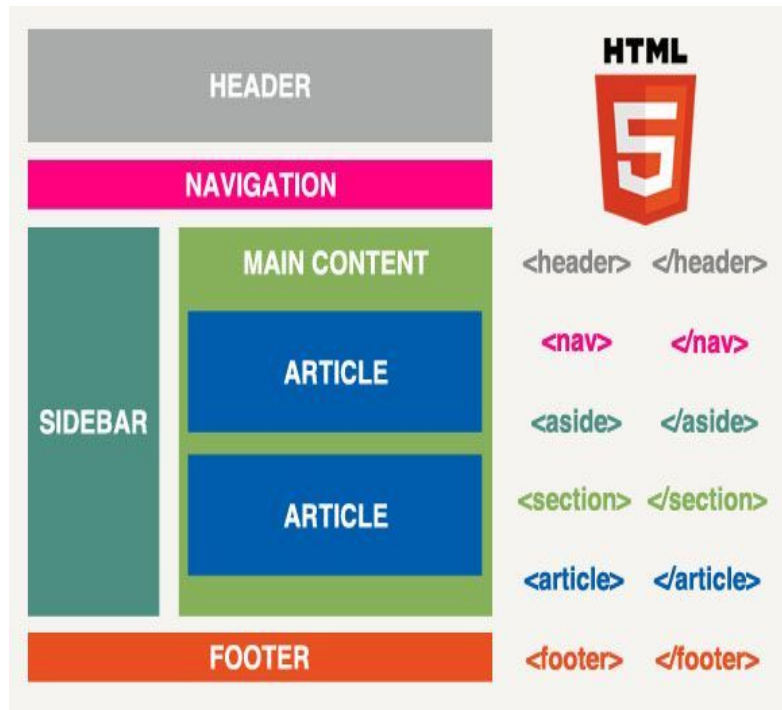 HEADER
NAVIGATION
SIDEBAR
MAIN CONTENT
ARTICLE
ARTICLE
FOOTER
HTML
5
<header> </header>
<nav> </nav>
<aside> </aside>
<section> </section>
<article> </article>
<footer> </footer>